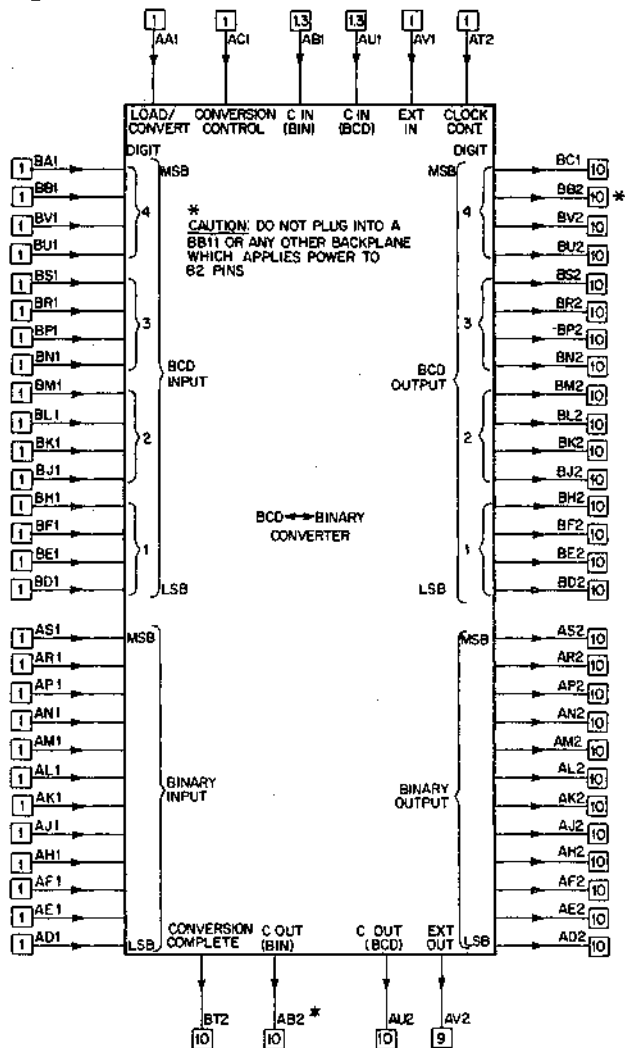 1 1 1.3 1.3 1 1
AA1 AC1 AB1 AU1 AV1 AT2
LOAD/ CONVERSION C IN C IN EXT CLOCK
CONVERT CONTROL (BIN) (BCD) IN CONT.
DIGIT DIGIT
1 BA1 MSB MSB BC1 10
1 BB1 BB2 10 *
4 4
1 BV1 BV2 10
1 BU1 BU2 10
*
CAUTION: DO NOT PLUG INTO A
BB11 OR ANY OTHER BACKPLANE
WHICH APPLIES POWER TO
B2 PINS
1 BS1 BS2 10
1 BR1 BR2 10
3 3
1 BP1 BP2 10
1 BN1 BN2 10
BCD BCD
INPUT OUTPUT
1 BM1 BM2 10
1 BL1 BL2 10
2 2
1 BK1 BK2 10
1 BJ1 BJ2 10
1 BH1 BH2 10
1 BF1 BCD BINARY BF2 10
CONVERTER
1 1
1 BE1 BE2 10
1 BD1 LSB LSB BD2 10
1 AS1 MSB MSB AS2 10
1 AR1 AR2 10
1 AP1 AP2 10
1 AN1 AN2 10
1 AM1 AM2 10
1 AL1 AL2 10
BINARY BINARY
INPUT OUTPUT
1 AK1 AK2 10
1 AJ1 AJ2 10
1 AH1 AH2 10
1 AF1 AF2 10
1 AE1 AE2 10
CONVERSION C OUT C OUT EXT
COMPLETE (BIN) (BCD) OUT
1 AD1 LSB LSB AD2 10
BT2 AB2 * AU2 AV2
10 10 10 9